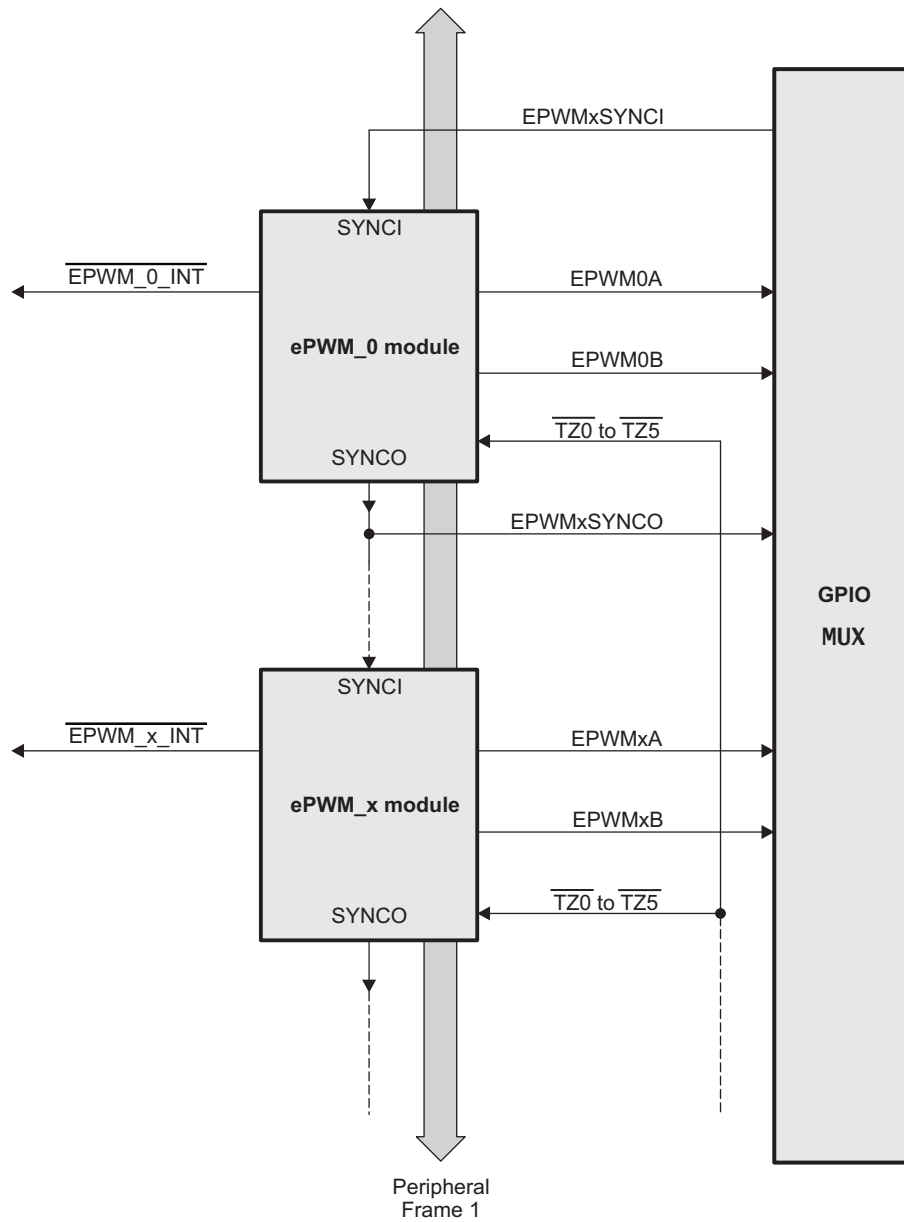 EPWMxSYNCI
SYNCI
EPWM_0_INT
EPWM0A
ePWM_0 module
EPWM0B
TZ0 to TZ5
SYNCO
EPWMxSYNCO
GPIO
MUX
SYNCI
EPWM_x_INT
EPWMxA
ePWM_x module
EPWMxB
TZ0 to TZ5
SYNCO
Peripheral
Frame 1